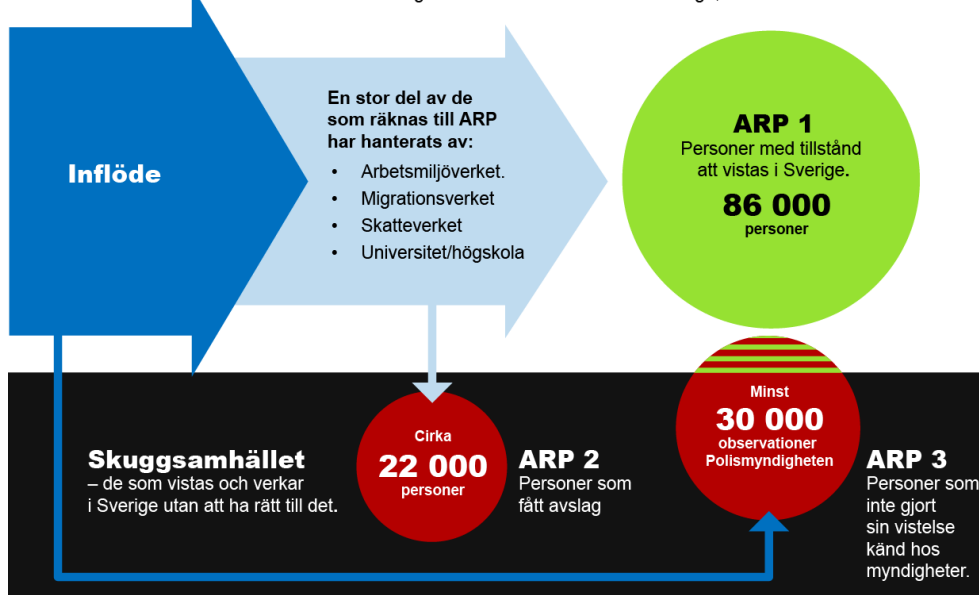 Inflöde
En stor del av de
som räknas till ARP
har hanterats av:
• Arbetsmiljöverket.
• Migrationsverket
• Skatteverket
• Universitet/högskola
ARP 1
Personer med tillstånd
att vistas i Sverige.
86 000
personer
Skuggsamhället
– de som vistas och verkar
i Sverige utan att ha rätt till det.
Cirka
22 000
personer
ARP 2
Personer som
fått avslag
Minst
30 000
observationer
Polismyndigheten
ARP 3
Personer som
inte gjort
sin vistelse
känd hos
myndigheter.